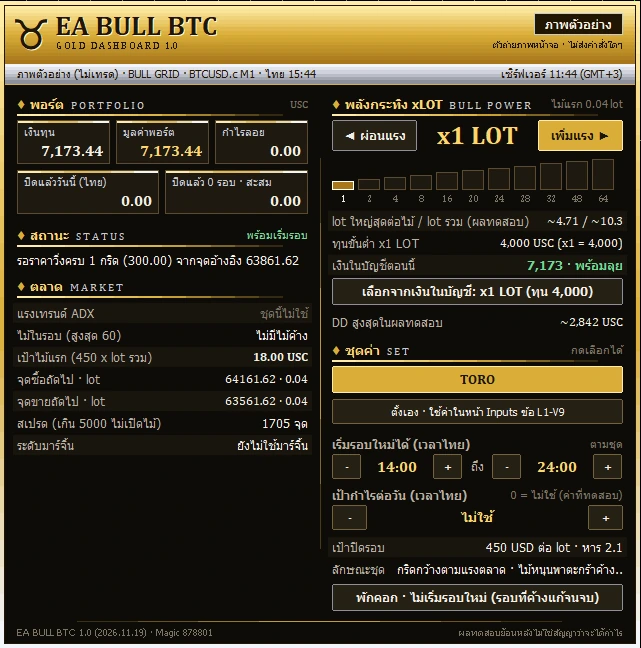 EA BULL BTC
GOLD DASHBOARD 1.0
ภาพตัวอย่าง
ตัวถ่ายภาพหน้าจอ · ไม่ส่งคำสั่งใดๆ
ภาพตัวอย่าง (ไม่เทรด) · BULL GRID · BTCUSD.c M1 · ไทย 15:44
เซิร์ฟเวอร์ 11:44 (GMT+3)
♦ พอร์ต PORTFOLIO USC
เงินทุน
7,173.44
มูลค่าพอร์ต
7,173.44
กำไรลอย
0.00
ปิดแล้ววันนี้ (ไทย)
0.00
ปิดแล้ว 0 รอบ · สะสม
0.00
♦ สถานะ STATUS พร้อมเริ่มรอบ
รอราคาวิ่งครบ 1 กริด (300.00) จากจุดอ้างอิง 63861.62
♦ ตลาด MARKET
แรงเทรนด์ ADX ชุดนี้ไม่ใช้
ไม้ในรอบ (สูงสุด 60) ไม่มีไม้ค้าง
เป้าไม้แรก (450 x lot รวม) 18.00 USC
จุดซื้อถัดไป · lot 64161.62 · 0.04
จุดขายถัดไป · lot 63561.62 · 0.04
สเปรด (เกิน 5000 ไม่เปิดไม้) 1705 จุด
ระดับมาร์จิ้น ยังไม่ใช้มาร์จิ้น
♦ พลังกระทิง xLOT BULL POWER ไม้แรก 0.04 lot
◄ ผ่อนแรง
x1 LOT
เพิ่มแรง ►
1 2 4 8 16 20 24 28 32 48 64
lot ใหญ่สุดต่อไม้ / lot รวม (ผลทดสอบ) ~4.71 / ~10.3
ทุนขั้นต่ำ x1 LOT 4,000 USC (x1 = 4,000)
เงินในบัญชีตอนนี้ 7,173 · พร้อมลุย
เลือกจากเงินในบัญชี: x1 LOT (ทุน 4,000)
DD สูงสุดในผลทดสอบ ~2,842 USC
♦ ชุดค่า SET กดเลือกได้
TORO
ตั้งเอง · ใช้ค่าในหน้า Inputs ข้อ L1-V9
เริ่มรอบใหม่ได้ (เวลาไทย) ตามชุด
- 14:00 + ถึง - 24:00 +
เป้ากำไรต่อวัน (เวลาไทย) 0 = ไม่ใช้ (ค่าที่ทดสอบ)
- ไม่ใช้ +
เป้าปิดรอบ 450 USD ต่อ lot · หาร 2.1
ลักษณะชุด กริดกว้างตามแรงตลาด · ไม้หนุนพาตะกร้าค้าง..
พักคอก · ไม่เริ่มรอบใหม่ (รอบที่ค้างแก้จนจบ)
EA BULL BTC 1.0 (2026.11.19) · Magic 878801
ผลทดสอบย้อนหลังไม่ใช่สัญญาว่าจะได้กำไร